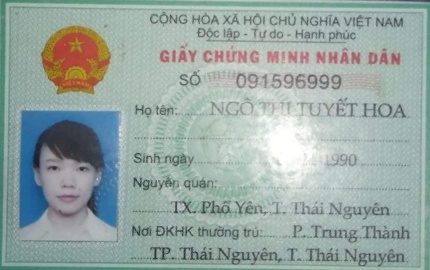 CỘNG HÒA XÃ HỘI CHỦ NGHĨA VIỆT NAM
Độc lập - Tự do - Hạnh phúc
GIẤY CHỨNG MINH NHÂN DÂN
SỐ 091596999
Họ tên: NGÔ THỊ TUYẾT HOA
Sinh ngày 1990
Nguyên quán:
TX. Phổ Yên, T. Thái Nguyên
Nơi ĐKHK thường trú: P. Trung Thành
TP. Thái Nguyên, T. Thái Nguyên